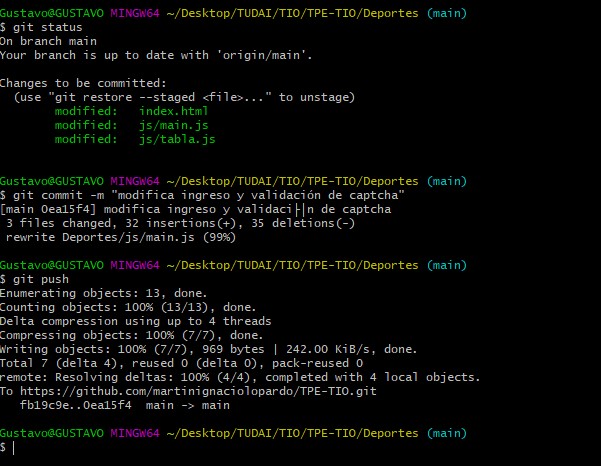 Gustavo@GUSTAVO MINGW64 ~/Desktop/TUDAI/TIO/TPE-TIO/Deportes (main)
$ git status
On branch main
Your branch is up to date with 'origin/main'.

Changes to be committed:
  (use "git restore --staged <file>..." to unstage)
        modified:   index.html
        modified:   js/main.js
        modified:   js/tabla.js

Gustavo@GUSTAVO MINGW64 ~/Desktop/TUDAI/TIO/TPE-TIO/Deportes (main)
$ git commit -m "modifica ingreso y validación de captcha"
[main 0ea15f4] modifica ingreso y validaci├│n de captcha
 3 files changed, 32 insertions(+), 35 deletions(-)
 rewrite Deportes/js/main.js (99%)

Gustavo@GUSTAVO MINGW64 ~/Desktop/TUDAI/TIO/TPE-TIO/Deportes (main)
$ git push
Enumerating objects: 13, done.
Counting objects: 100% (13/13), done.
Delta compression using up to 4 threads
Compressing objects: 100% (7/7), done.
Writing objects: 100% (7/7), 969 bytes | 242.00 KiB/s, done.
Total 7 (delta 4), reused 0 (delta 0), pack-reused 0
remote: Resolving deltas: 100% (4/4), completed with 4 local objects.
To https://github.com/martinignaciolopardo/TPE-TIO.git
   fb19c9e..0ea15f4  main -> main

Gustavo@GUSTAVO MINGW64 ~/Desktop/TUDAI/TIO/TPE-TIO/Deportes (main)
$